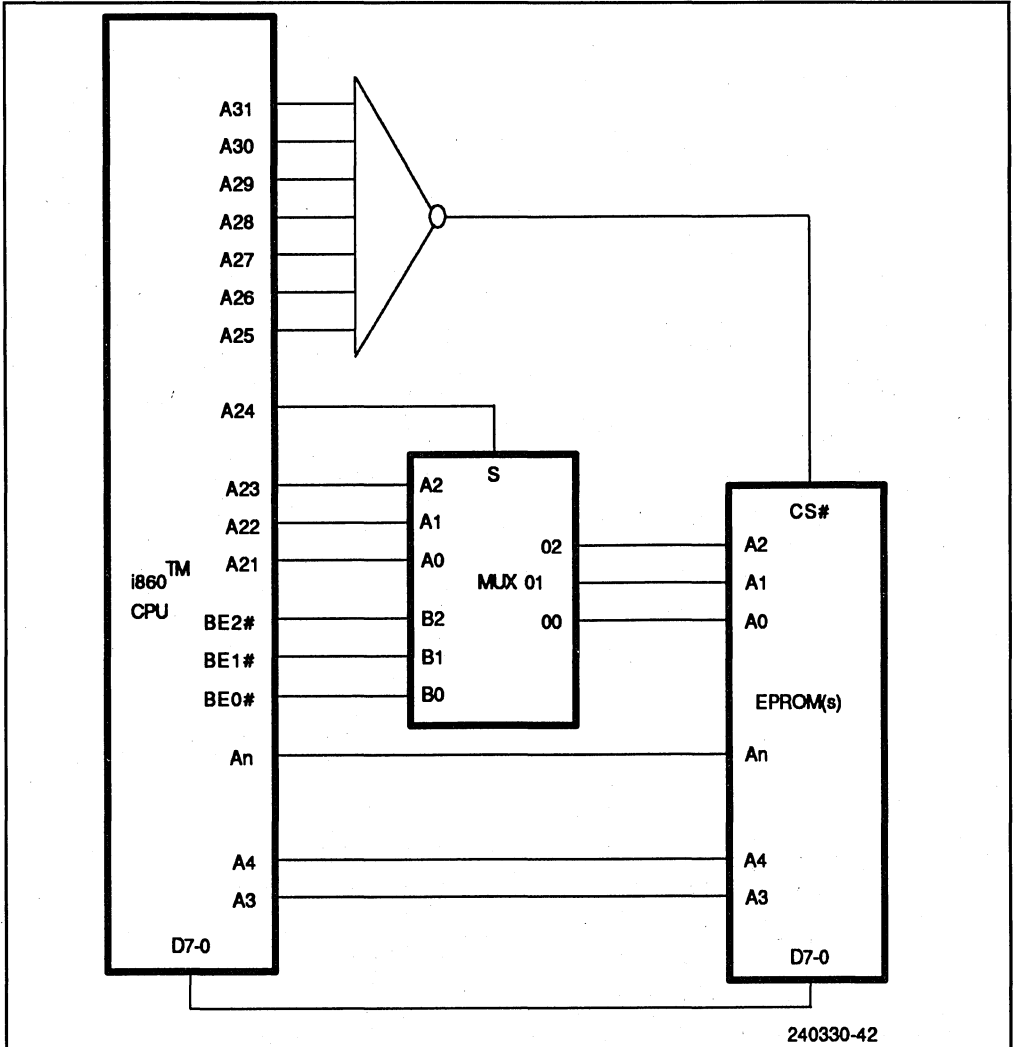 A31
A30
A29
A28
A27
A26
A25
A24
A23
A22
A21
i860TM
CPU
BE2#
BE1#
BE0#
An
A4
A3
D7-0
S
A2
A1
A0
MUX
B2
B1
B0
02
01
00
CS#
A2
A1
A0
EPROM(s)
An
A4
A3
D7-0
240330-42